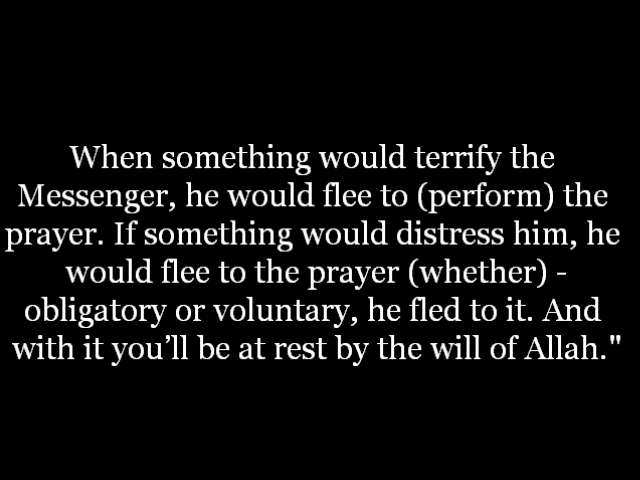 When something would terrify the
Messenger, he would flee to (perform) the
prayer. If something would distress him, he
would flee to the prayer (whether) -
obligatory or voluntary, he fled to it. And
with it you’ll be at rest by the will of Allah."